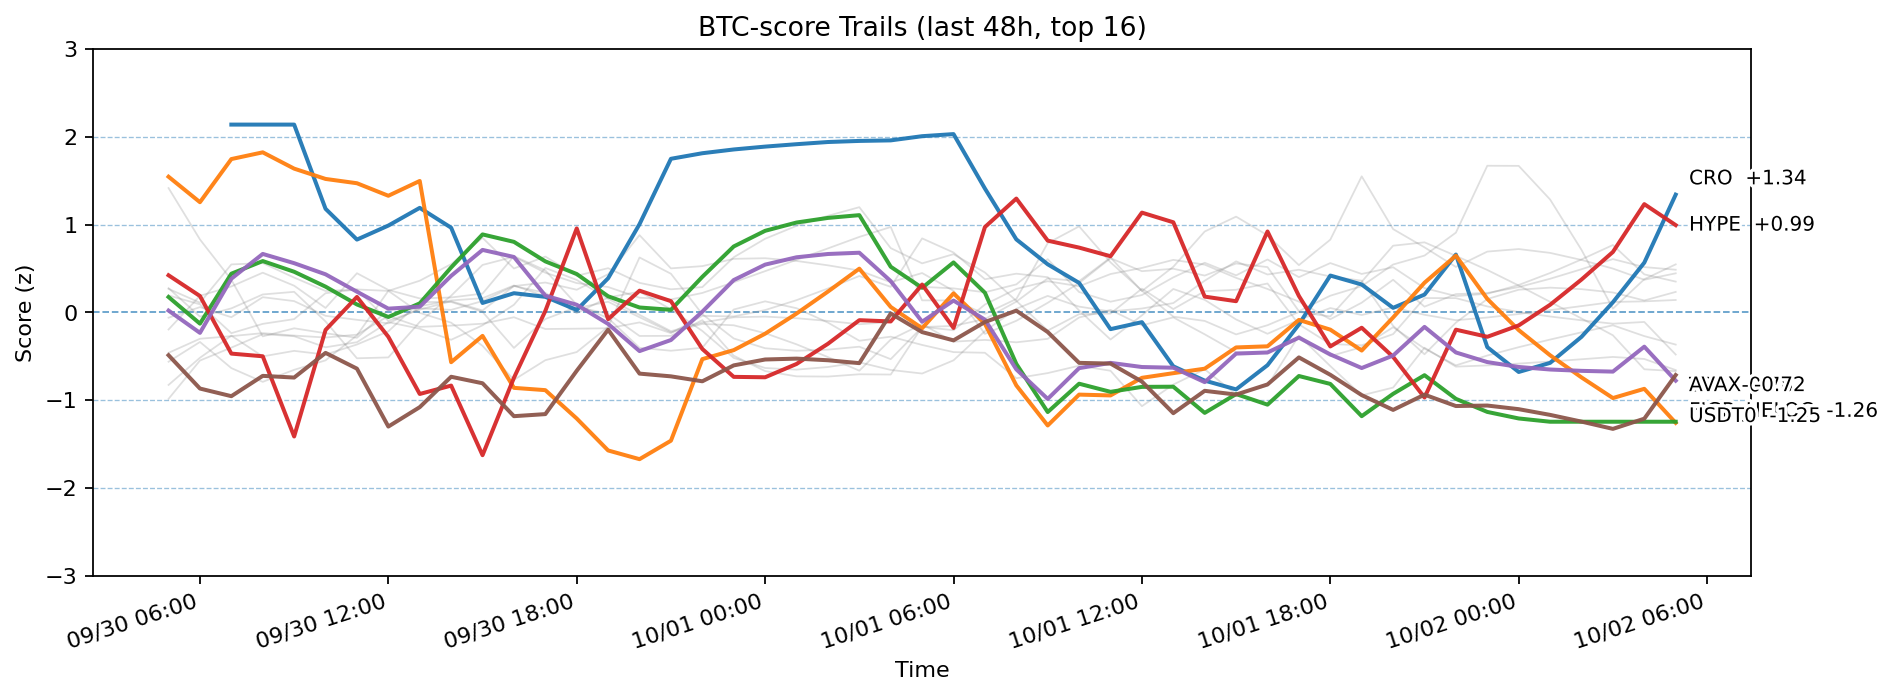 BTC-score Trails (last 48h, top 16)
Score (z)
3
2
1
0
−1
−2
−3
CRO +1.34
HYPE +0.99
AVAX
-0.72
-1.26
USDT0 -1.25
09/30 06:00
09/30 12:00
09/30 18:00
10/01 00:00
10/01 06:00
10/01 12:00
10/01 18:00
10/02 00:00
10/02 06:00
Time